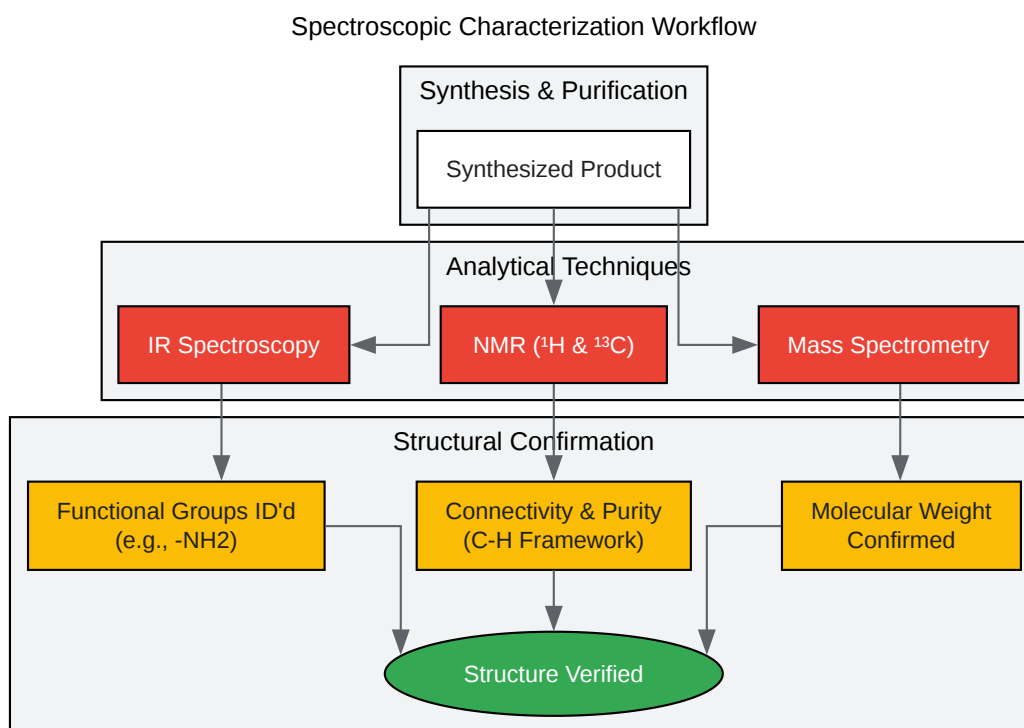 Spectroscopic Characterization Workflow
Synthesis & Purification
Synthesized Product
Analytical Techniques
IR Spectroscopy
NMR (¹H & ¹³C)
Mass Spectrometry
Structural Confirmation
Functional Groups ID'd
(e.g., -NH2)
Connectivity & Purity
(C-H Framework)
Molecular Weight
Confirmed
Structure Verified